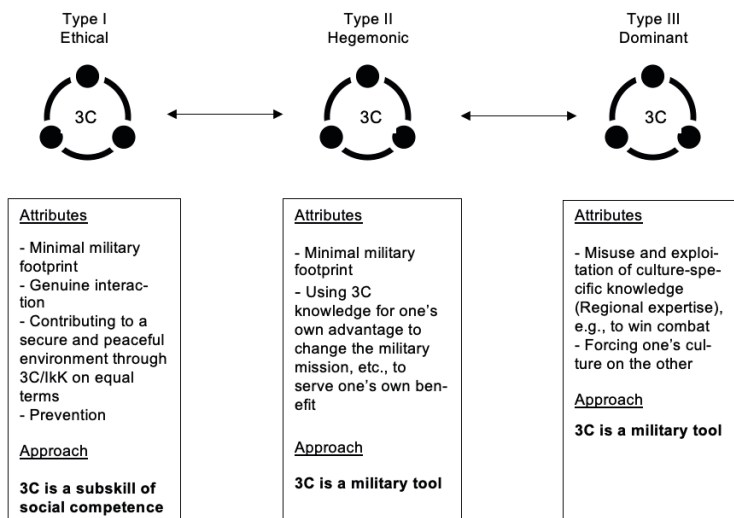 Type I
Ethical
Type II
Hegemonic
Type III
Dominant
3C
3C
3C
Attributes
- Minimal military
footprint
- Genuine interac-
tion
- Contributing to a
secure and peaceful
environment through
3C/IkK on equal
terms
- Prevention
Approach
3C is a subskill of
social competence
Attributes
- Minimal military
footprint
- Using 3C
knowledge for one’s
own advantage to
change the military
mission, etc., to
serve one’s own ben-
efit
Approach
3C is a military tool
Attributes
- Misuse and exploi-
tation of culture-spe-
cific knowledge
(Regional expertise),
e.g., to win combat
- Forcing one’s cul-
ture on the other
Approach
3C is a military tool